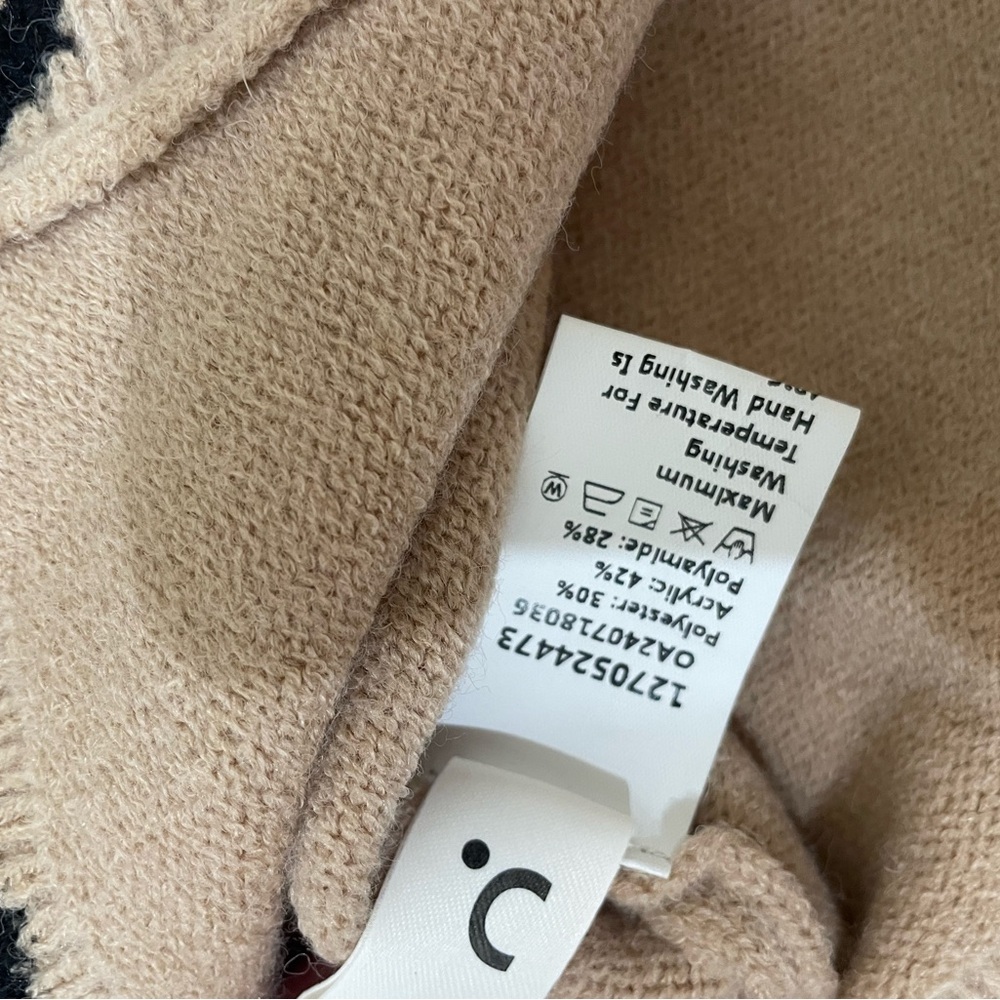 1270524473
OA240718036
Polyester: 30%
Acrylic: 42%
Polyamide: 28%
W
Maximum
Washing
Temperature For
Hand Washing Is